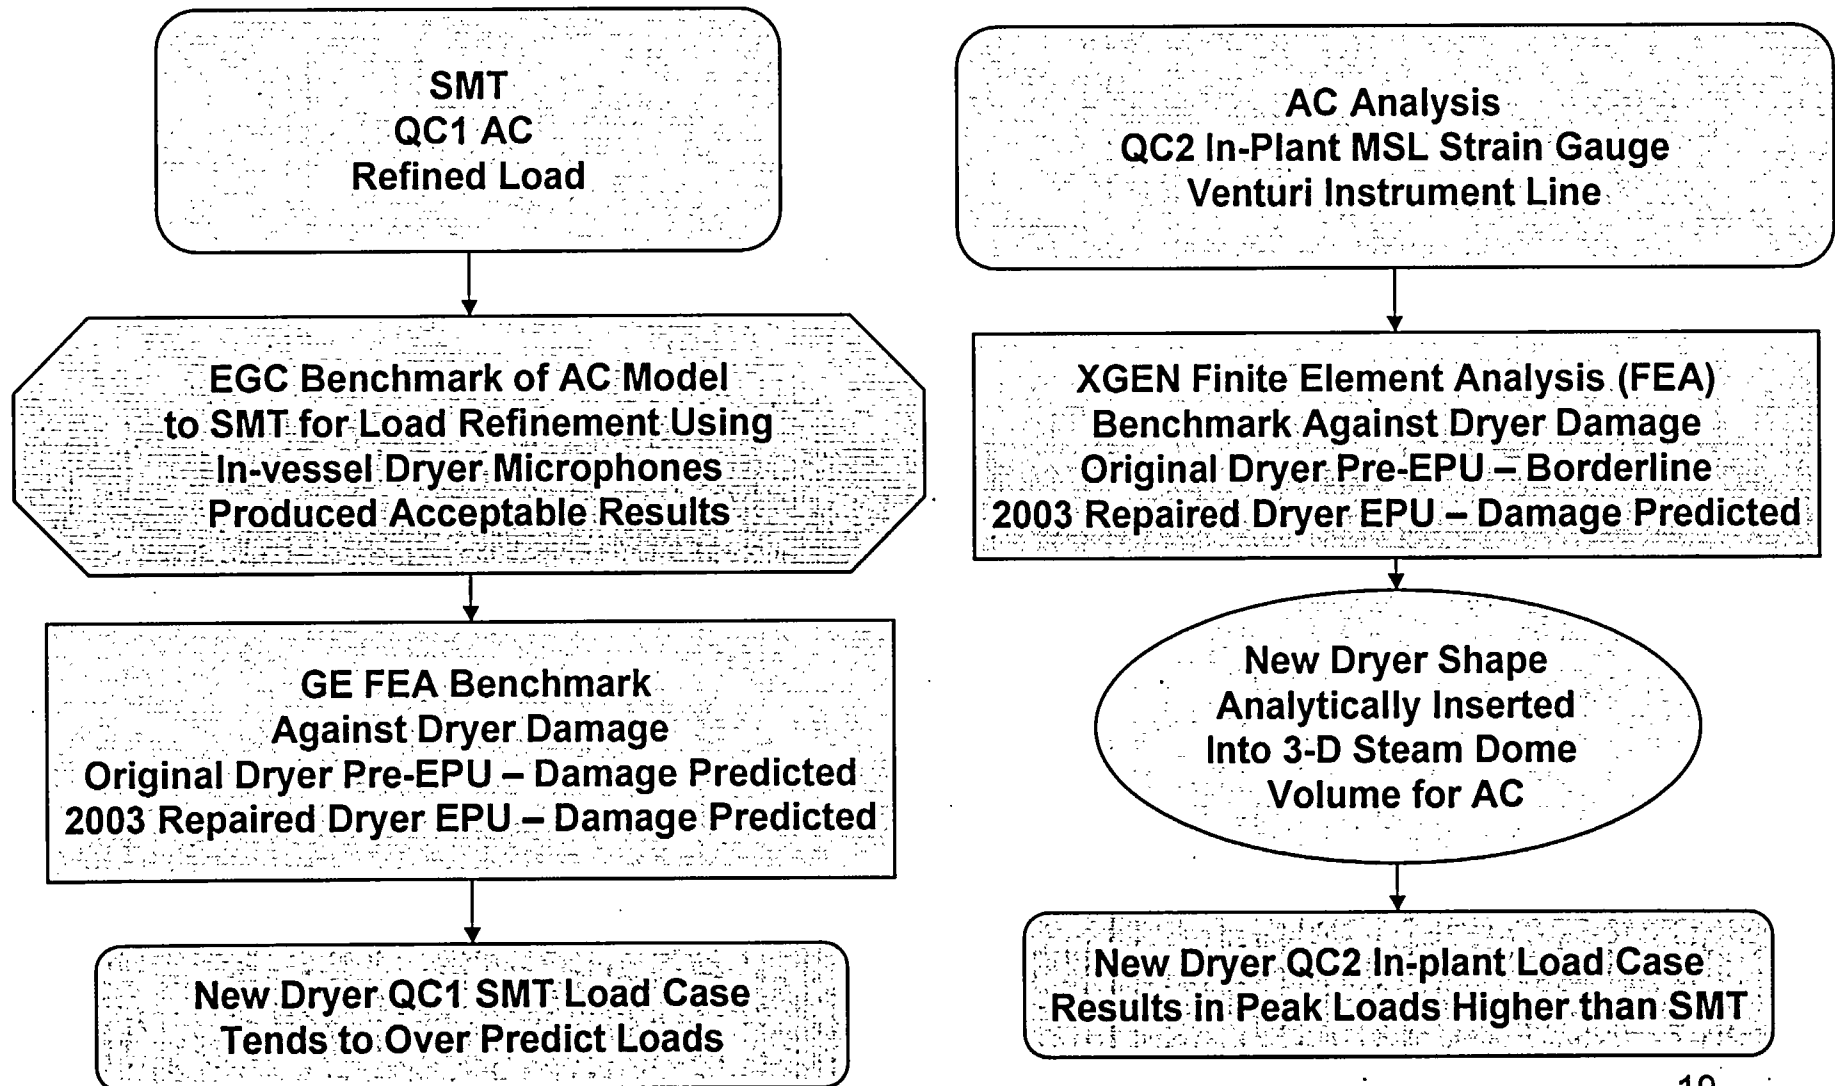 SMT
QC1 AC
Refined Load
EGC Benchmark of AC Model
to SMT for Load Refinement Using
In-vessel Dryer Microphones
Produced Acceptable Results
GE FEA Benchmark
Against Dryer Damage
Original Dryer Pre-EPU – Damage Predicted
2003 Repaired Dryer EPU – Damage Predicted
New Dryer QC1 SMT Load Case
Tends to Over Predict Loads
AC Analysis
QC2 In-Plant MSL Strain Gauge
Venturi Instrument Line
XGEN Finite Element Analysis (FEA)
Benchmark Against Dryer Damage
Original Dryer Pre-EPU – Borderline
2003 Repaired Dryer EPU – Damage Predicted
New Dryer Shape
Analytically Inserted
Into 3-D Steam Dome
Volume for AC
New Dryer QC2 In-plant Load Case
Results in Peak Loads Higher than SMT